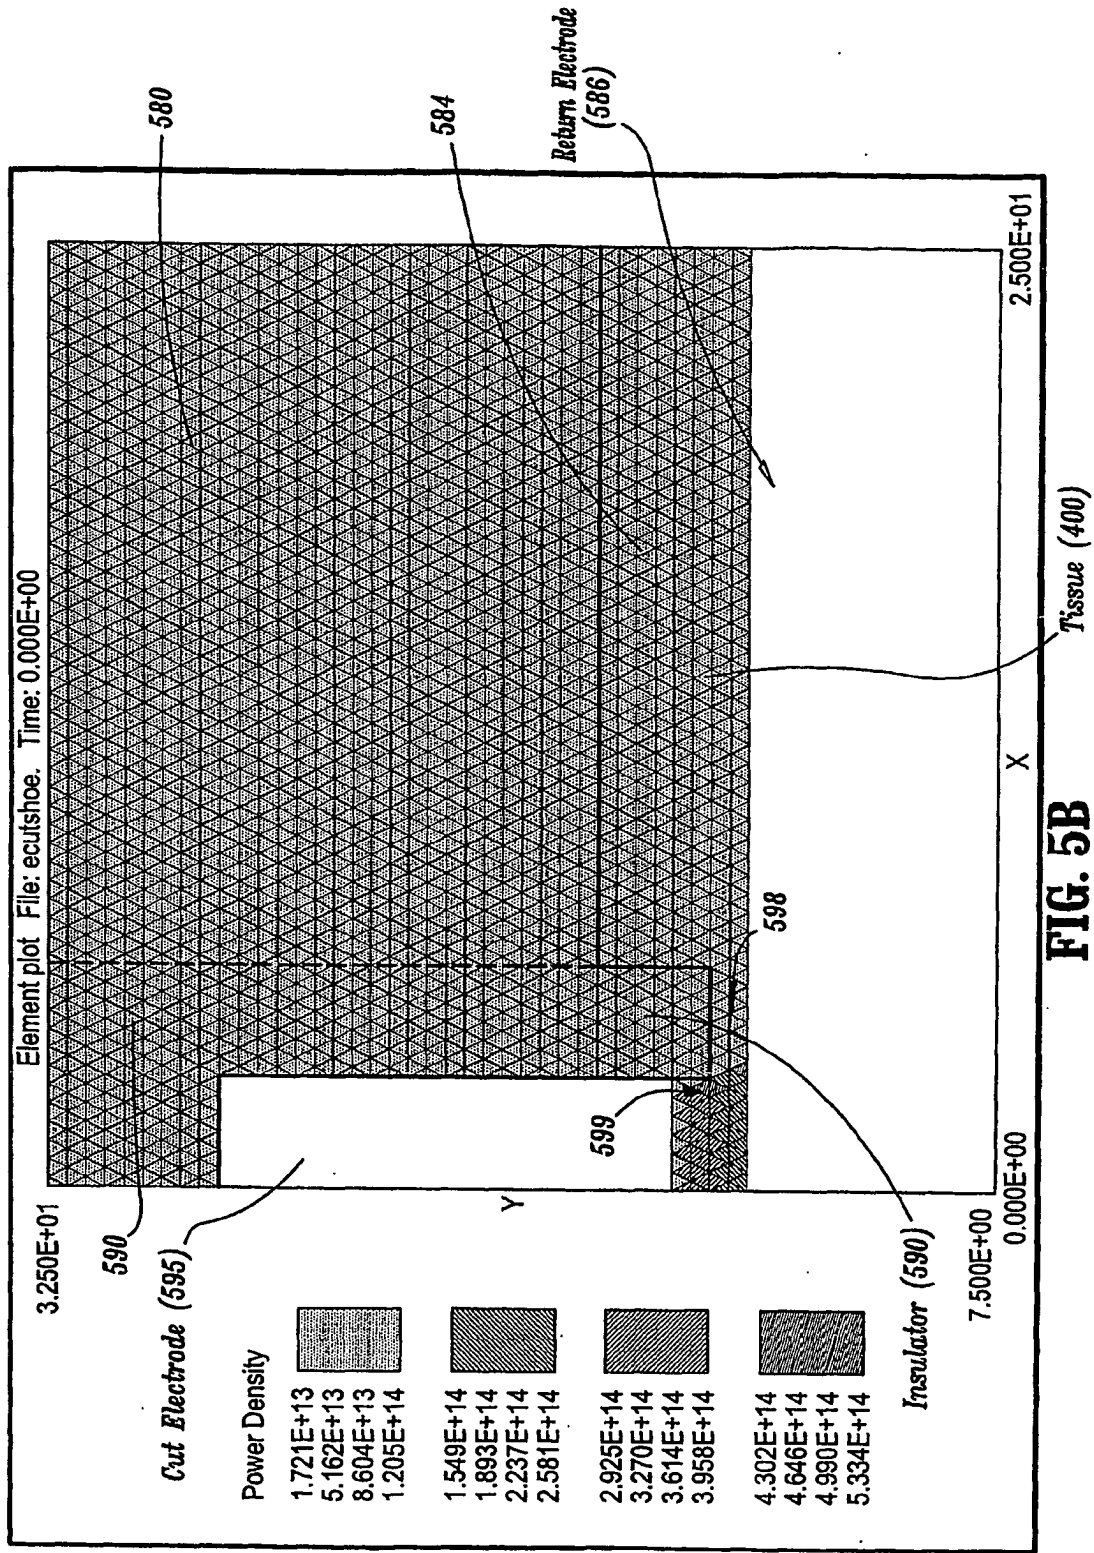 Element plot  File: ecutshoe.  Time: 0.000E+00
3.250E+01
590
580
Cut Electrode (595)
584
Return Electrode
(586)
Power Density
1.721E+13
5.162E+13
8.604E+13
1.205E+14
1.549E+14
1.893E+14
2.237E+14
2.581E+14
2.925E+14
3.270E+14
3.614E+14
3.958E+14
4.302E+14
4.646E+14
4.990E+14
5.334E+14
Y
599
598
Insulator (590)
7.500E+00
0.000E+00
X
2.500E+01
Tissue (400)
FIG. 5B